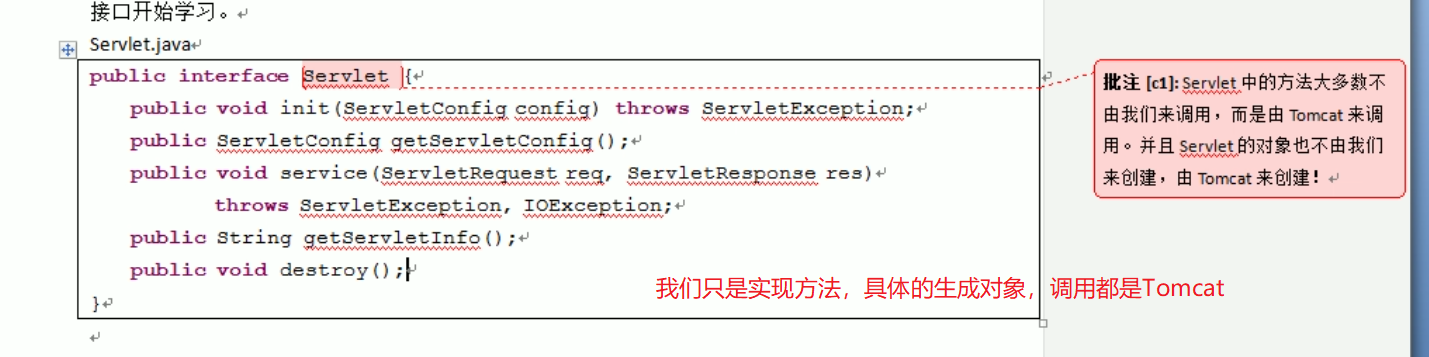 接口开始学习。
Servlet.java
public interface Servlet {
public void init(ServletConfig config) throws ServletException;
public ServletConfig getServletConfig();
public void service(ServletRequest req, ServletResponse res)
throws ServletException, IOException;
public String getServletInfo();
public void destroy();
}
我们只是实现方法，具体的生成对象，调用都是Tomcat
批注 [c1]: Servlet 中的方法大多数不
由我们来调用，而是由 Tomcat 来调
用。并且 Servlet 的对象也不由我们
来创建，由 Tomcat 来创建！